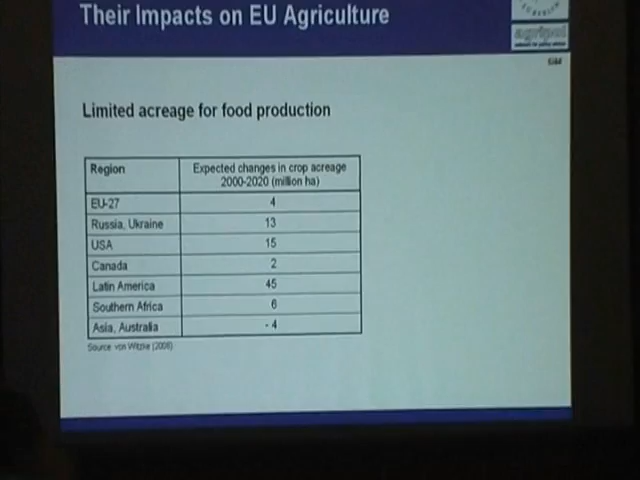 Their Impacts on EU Agriculture
agripol
Limited acreage for food production
Region Expected changes in crop acreage
2000-2020 (million ha)
EU-27 4
Russia, Ukraine 13
USA 15
Canada 2
Latin America 45
Southern Africa 6
Asia, Australia - 4
Source: von Witzke (2008)